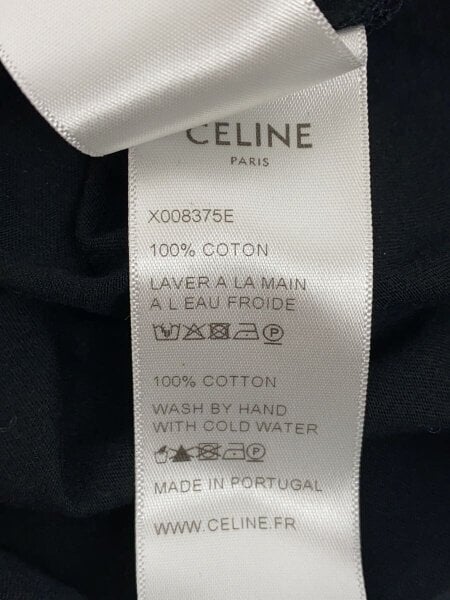 CELINE
PARIS
X008375E
100% COTON
LAVER A LA MAIN
A L EAU FROIDE
P
100% COTTON
WASH BY HAND
WITH COLD WATER
P
MADE IN PORTUGAL
WWW.CELINE.FR